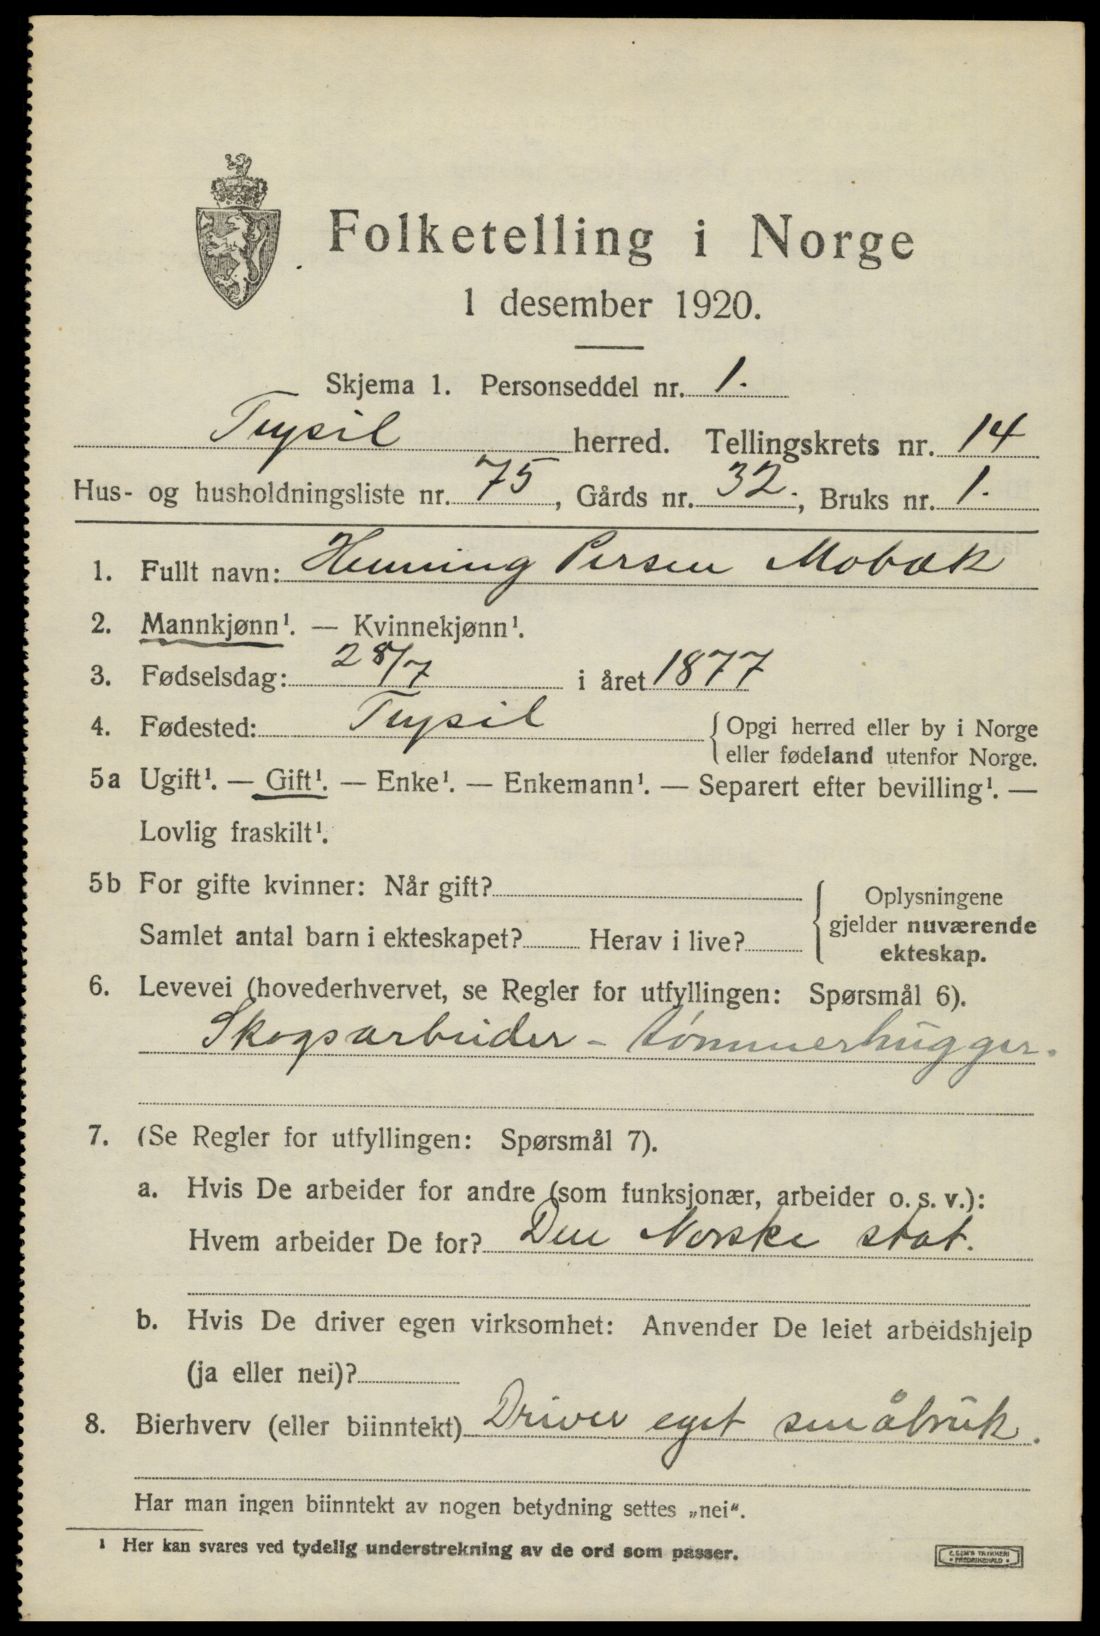 Folketelling i Norge
1 desember 1920.
Skjema 1. Personseddel nr. 1.
Trysil herred. Tellingskrets nr. 14
Hus- og husholdningsliste nr. 75, Gårds nr. 32., Bruks nr. 1.
1. Fullt navn: Henning Persen Mobæk
2. Mannkjønn¹. — Kvinnekjønn¹.
3. Fødselsdag: 28/7 i året 1877
4. Fødested: Trysil { Opgi herred eller by i Norge
eller fødeland utenfor Norge.
5a Ugift¹. — Gift¹. — Enke¹. — Enkemann¹. — Separert efter bevilling¹. —
Lovlig fraskilt¹.
5b For gifte kvinner: Når gift?
Samlet antal barn i ekteskapet? Herav i live?
{ Oplysningene
gjelder nuværende
ekteskap.
6. Levevei (hovederhvervet, se Regler for utfyllingen: Spørsmål 6).
Skogsarbeider - tømmerhugger.
7. (Se Regler for utfyllingen: Spørsmål 7).
a. Hvis De arbeider for andre (som funksjonær, arbeider o. s. v.):
Hvem arbeider De for? Den Norske stat.
b. Hvis De driver egen virksomhet: Anvender De leiet arbeidshjelp
(ja eller nei)?
8. Bierhverv (eller biinntekt) Driver eget småbruk.
Har man ingen biinntekt av nogen betydning settes „nei“.
¹ Her kan svares ved tydelig understrekning av de ord som passer.
FREDRIKSHALD